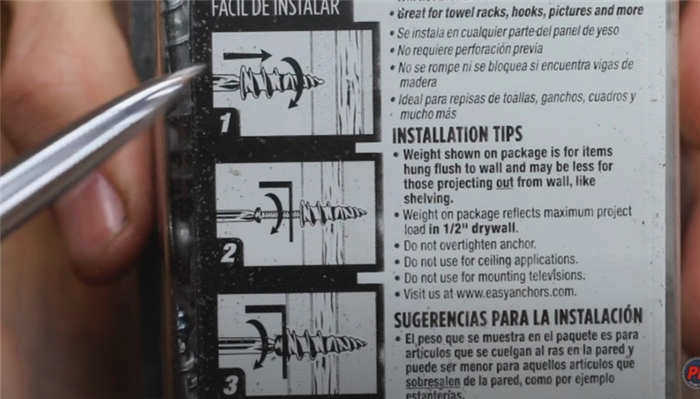 FÁCIL DE INSTALAR
1
2
3
• Great for towel racks, hooks, pictures and more
• Se instala en cualquier parte del panel de yeso
• No requiere perforación previa
• No se rompe ni se bloquea si encuentra vigas de
madera
• Ideal para repisas de toallas, ganchos, cuadros y
mucho más
INSTALLATION TIPS
• Weight shown on package is for items
hung flush to wall and may be less for
those projecting out from wall, like
shelving.
• Weight on package reflects maximum project
load in 1/2" drywall.
• Do not overtighten anchor.
• Do not use for ceiling applications.
• Do not use for mounting televisions.
• Visit us at www.easyanchors.com.
SUGERENCIAS PARA LA INSTALACIÓN
• El peso que se muestra en el paquete es para
artículos que se cuelgan al ras en la pared y
puede ser menor para aquellos artículos que
sobresalen de la pared, como por ejemplo
estanterías.